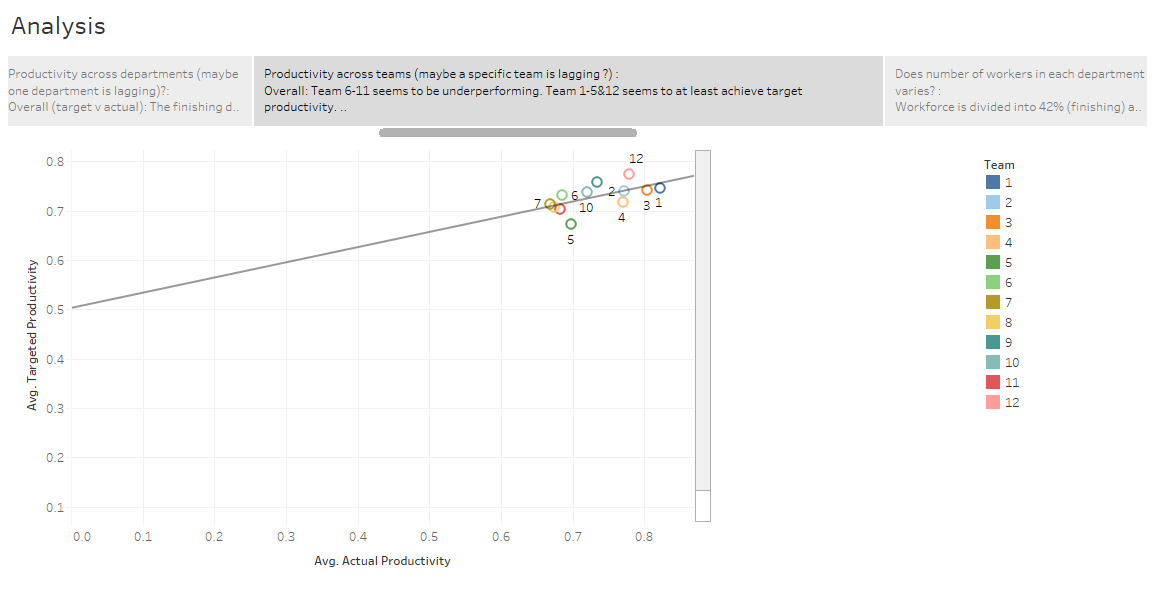 Analysis
Productivity across departments (maybe
one department is lagging)?:
Overall (target v actual): The finishing d..
Productivity across teams (maybe a specific team is lagging ?) :
Overall: Team 6-11 seems to be underperforming. Team 1-5&12 seems to at least achieve target
productivity. ..
Does number of workers in each department
varies? :
Workforce is divided into 42% (finishing) a..
Avg. Targeted Productivity
0.8
0.7
0.6
0.5
0.4
0.3
0.2
0.1
12
7
6
2
10
4
3
1
5
0.0
0.1
0.2
0.3
0.4
0.5
0.6
0.7
0.8
Avg. Actual Productivity
Team
1
2
3
4
5
6
7
8
9
10
11
12